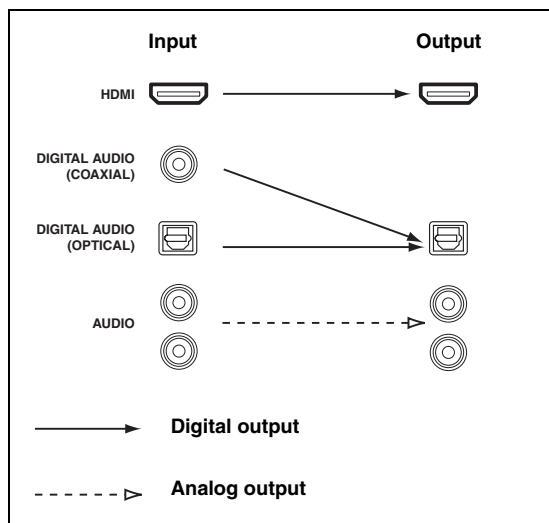 Input
Output
HDMI
DIGITAL AUDIO
(COAXIAL)
DIGITAL AUDIO
(OPTICAL)
AUDIO
Digital output
Analog output